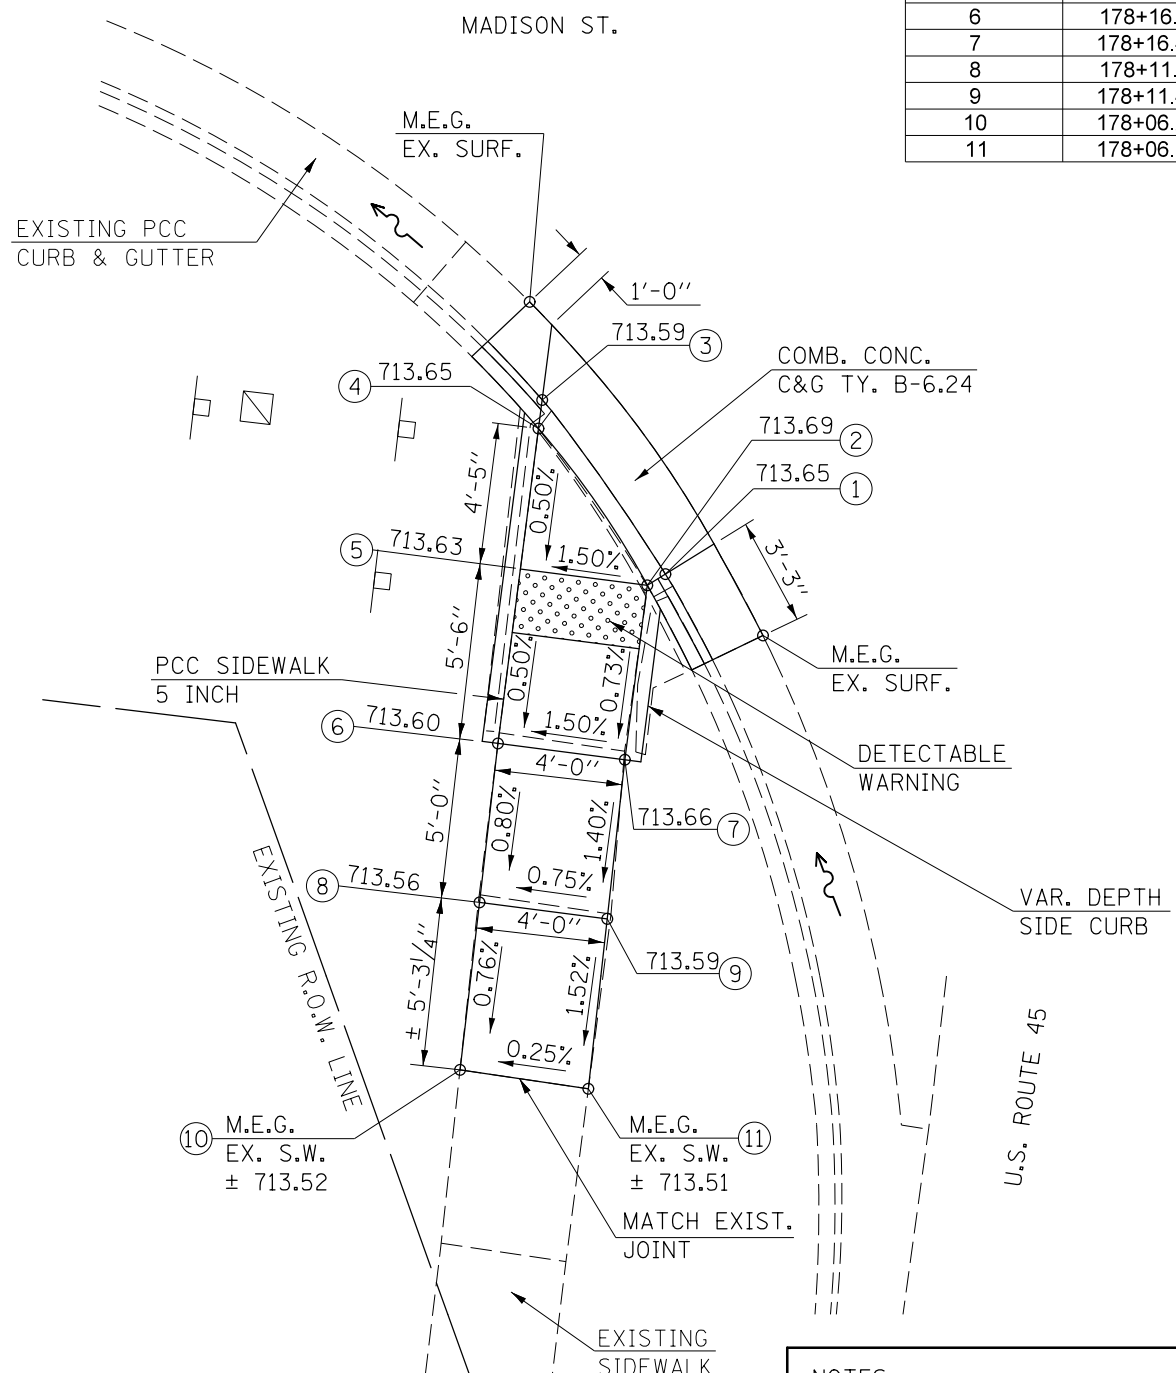 MADISON ST.
6 178+16.
7 178+16.
8 178+11.
9 178+11.
10 178+06.
11 178+06.
M.E.G.
EX. SURF.
EXISTING PCC
CURB & GUTTER
1'-0"
713.59 3
COMB. CONC.
C&G TY. B-6.24
4 713.65
713.69 2
713.65 1
4'-5"
0.50%
5 713.63
1.50%
3'-3"
5'-6"
PCC SIDEWALK
5 INCH
0.50%
0.73%
M.E.G.
EX. SURF.
6 713.60
1.50%
DETECTABLE
WARNING
4'-0"
5'-0"
0.80%
1.40%
713.66 7
EXISTING R.O.W. LINE
8 713.56
0.75%
VAR. DEPTH
SIDE CURB
4'-0"
± 5'-3 1/4"
0.76%
1.52%
713.59 9
0.25%
U.S. ROUTE 45
10 M.E.G.
EX. S.W.
± 713.52
M.E.G. 11
EX. S.W.
± 713.51
MATCH EXIST.
JOINT
EXISTING
SIDEWALK
NOTES